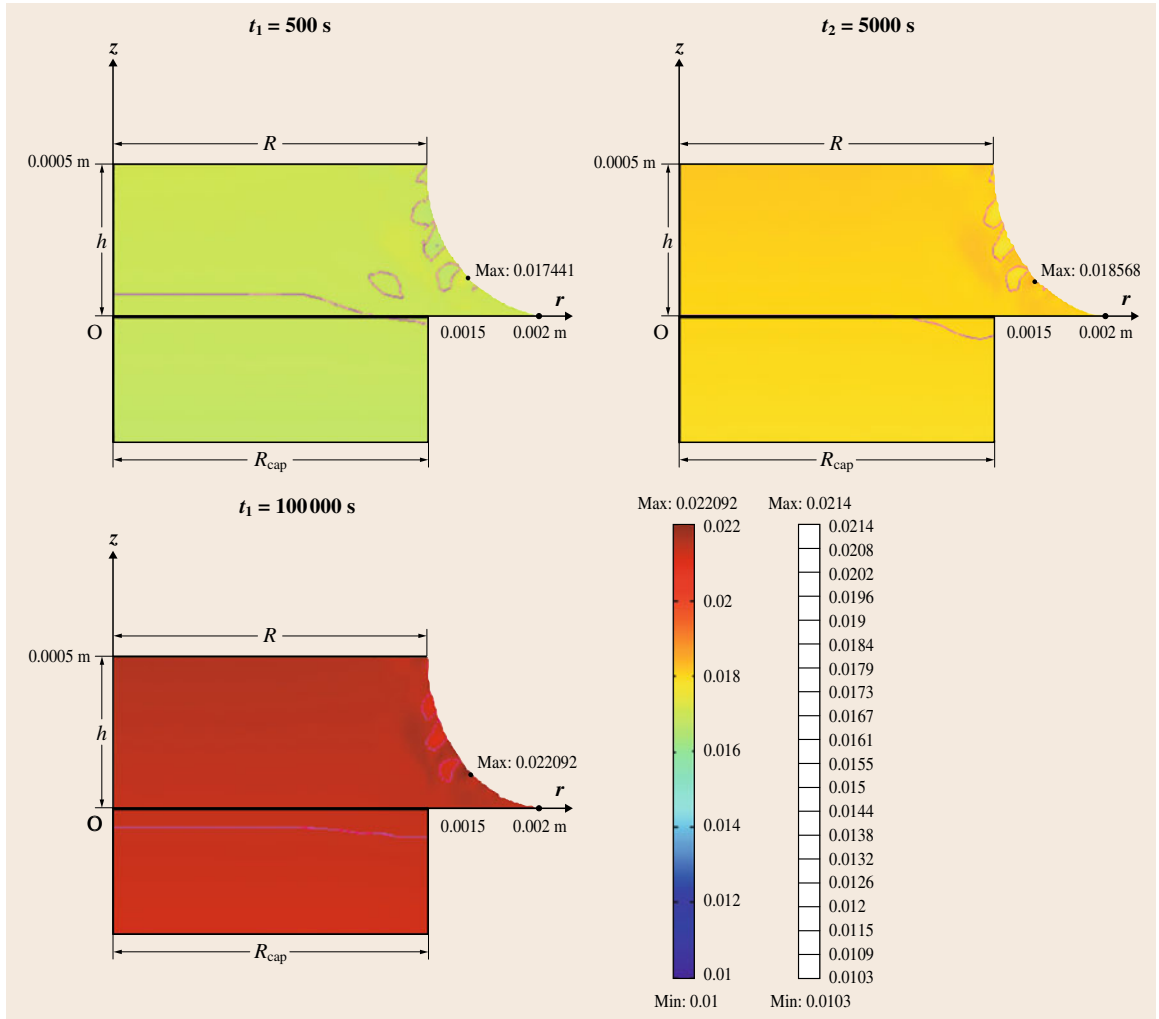 t₁ = 500 s
z
R
0.0005 m
h
Max: 0.017441
r
O
0.0015
0.002 m
R_cap
t₂ = 5000 s
z
R
0.0005 m
h
Max: 0.018568
r
O
0.0015
0.002 m
R_cap
t₁ = 100 000 s
z
R
0.0005 m
h
Max: 0.022092
r
O
0.0015
0.002 m
R_cap
Max: 0.022092
0.022
0.02
0.018
0.016
0.014
0.012
0.01
Min: 0.01
Max: 0.0214
0.0214
0.0208
0.0202
0.0196
0.019
0.0184
0.0179
0.0173
0.0167
0.0161
0.0155
0.015
0.0144
0.0138
0.0132
0.0126
0.012
0.0115
0.0109
0.0103
Min: 0.0103